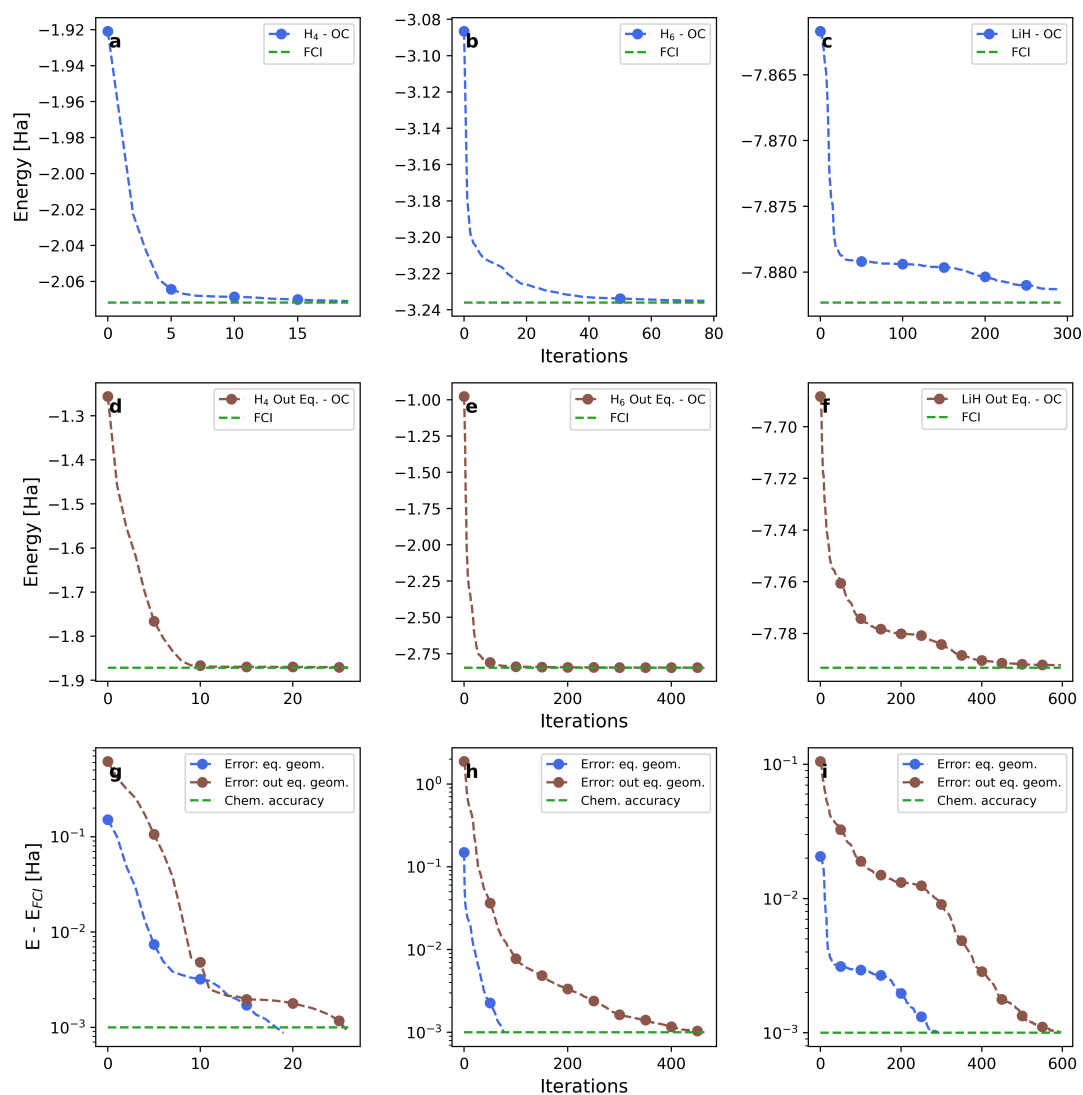 a
H₄ - OC
FCI
Energy [Ha]
−1.92
−1.94
−1.96
−1.98
−2.00
−2.02
−2.04
−2.06
0
5
10
15
b
H₆ - OC
FCI
−3.08
−3.10
−3.12
−3.14
−3.16
−3.18
−3.20
−3.22
−3.24
0
20
40
60
80
Iterations
c
LiH - OC
FCI
−7.865
−7.870
−7.875
−7.880
0
100
200
300
d
H₄ Out Eq. - OC
FCI
Energy [Ha]
−1.3
−1.4
−1.5
−1.6
−1.7
−1.8
−1.9
0
10
20
e
H₆ Out Eq. - OC
FCI
−1.00
−1.25
−1.50
−1.75
−2.00
−2.25
−2.50
−2.75
0
200
400
Iterations
f
LiH Out Eq. - OC
FCI
−7.70
−7.72
−7.74
−7.76
−7.78
0
200
400
600
g
Error: eq. geom.
Error: out eq. geom.
Chem. accuracy
E - E_FCI [Ha]
10⁻¹
10⁻²
10⁻³
0
10
20
h
Error: eq. geom.
Error: out eq. geom.
Chem. accuracy
10⁰
10⁻¹
10⁻²
10⁻³
0
200
400
Iterations
i
Error: eq. geom.
Error: out eq. geom.
Chem. accuracy
10⁻¹
10⁻²
10⁻³
0
200
400
600